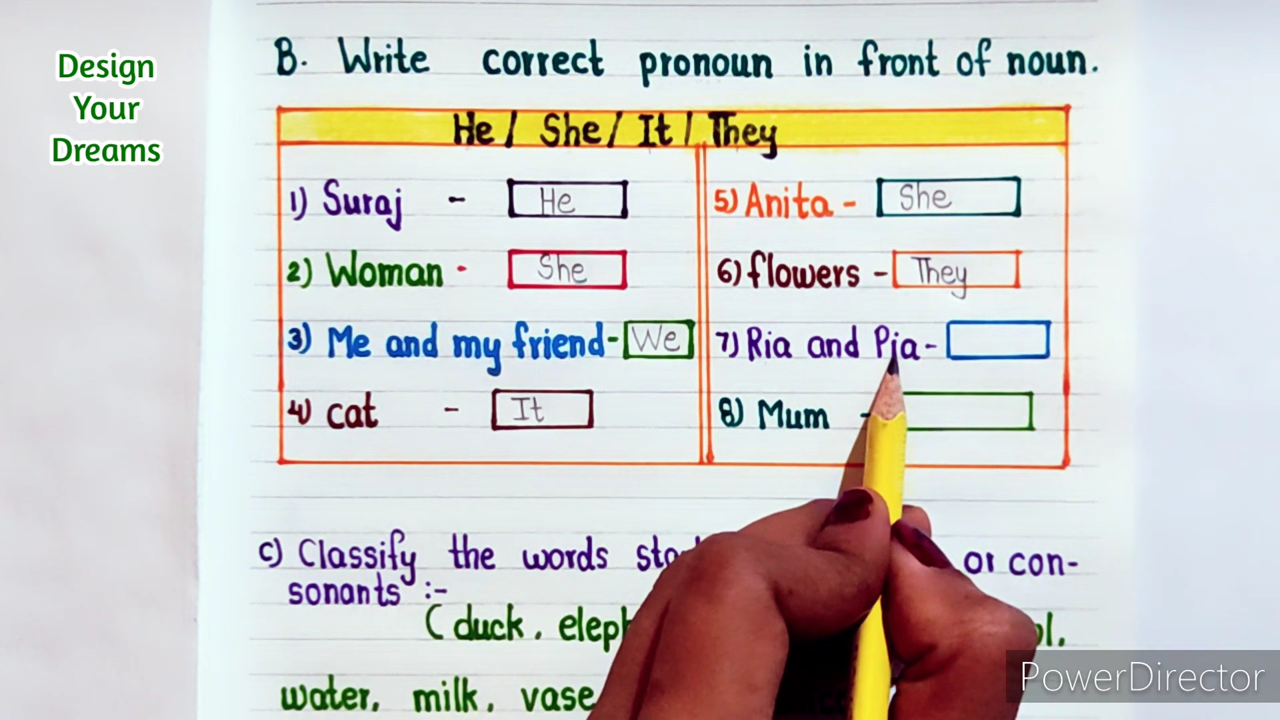 Design
Your
Dreams
B. Write correct pronoun in front of noun.
He / She / It / They
1) Suraj - He
2) Woman - She
3) Me and my friend - We
4) cat - It
5) Anita - She
6) flowers - They
7) Ria and Pia -
8) Mum -
c) Classify the words or con-
sonants :-
( duck, 
water, milk, vase
PowerDirector